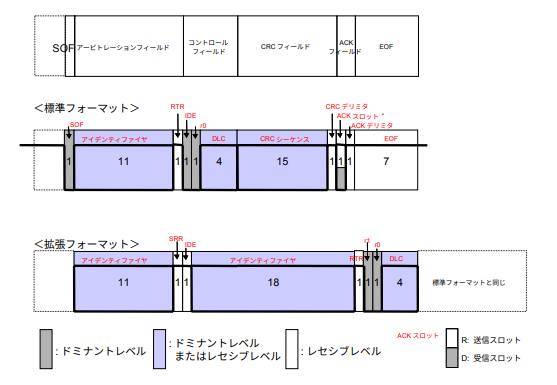 SOF アービトレーションフィールド コントロール
フィールド CRC フィールド ACK
フィールド EOF
<標準フォーマット>
SOF RTR IDE r0 CRC デリミタ ACK スロット * ACK デリミタ
アイデンティファイヤ DLC CRC シーケンス EOF
1 11 1 1 1 4 15 1 1 1 7
<拡張フォーマット>
SRR IDE r1 r0
アイデンティファイヤ アイデンティファイヤ RTR DLC
11 1 1 18 1 1 1 4 標準フォーマットと同じ
: ドミナントレベル
: ドミナントレベル
またはレセシブレベル
: レセシブレベル
ACK スロット
R: 送信スロット
D: 受信スロット